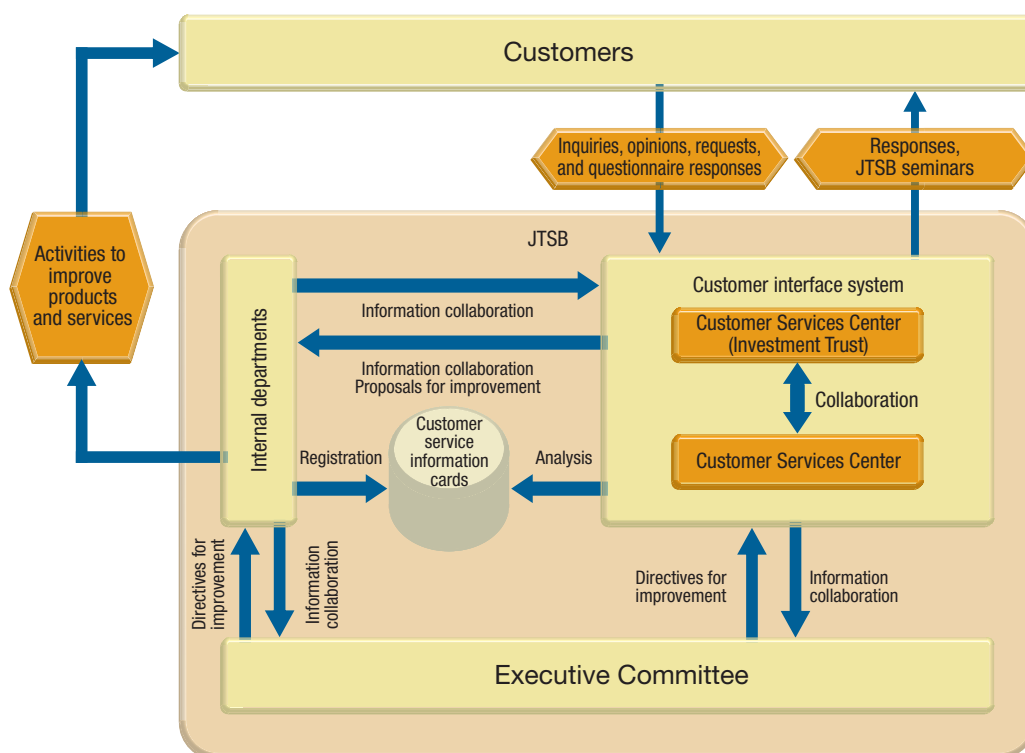 Customers
Inquiries, opinions, requests,
and questionnaire responses
Responses,
JTSB seminars
Activities to
improve
products
and services
JTSB
Internal departments
Information collaboration
Information collaboration
Proposals for improvement
Customer interface system
Customer Services Center
(Investment Trust)
Collaboration
Customer Services Center
Registration
Customer
service
information
cards
Analysis
Directives for
improvement
Information
collaboration
Directives for
improvement
Information
collaboration
Executive Committee